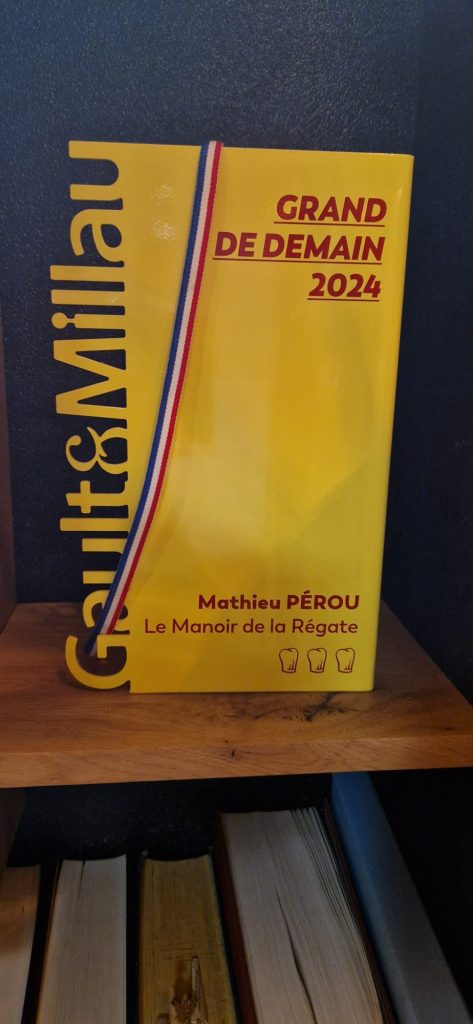 Gault&Millau
GRAND
DE DEMAIN
2024
Mathieu PÉROU
Le Manoir de la Régate